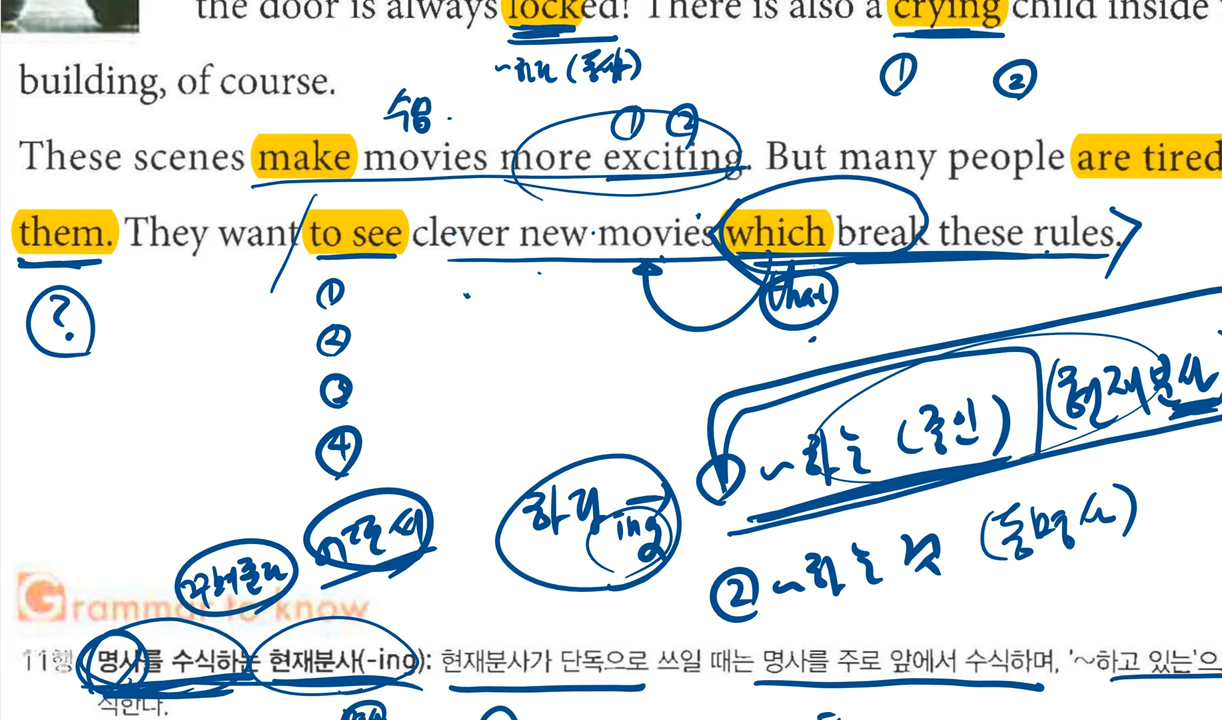 the door is always locked! There is also a crying child inside
~하다 (동사)
① ②
building, of course.
수동.
① ②
These scenes make movies more exciting. But many people are tired
them. They want to see clever new movies which break these rules.
?
that
①
②
③
④
① ~하는 (중인) (현재분사
하다 ing
② ~하는 것 (동명사)
꾸며준다
Grammar to know
11행 명사를 수식하는 현재분사(-ing): 현재분사가 단독으로 쓰일 때는 명사를 주로 앞에서 수식하며, '~하고 있는'으
식한다.